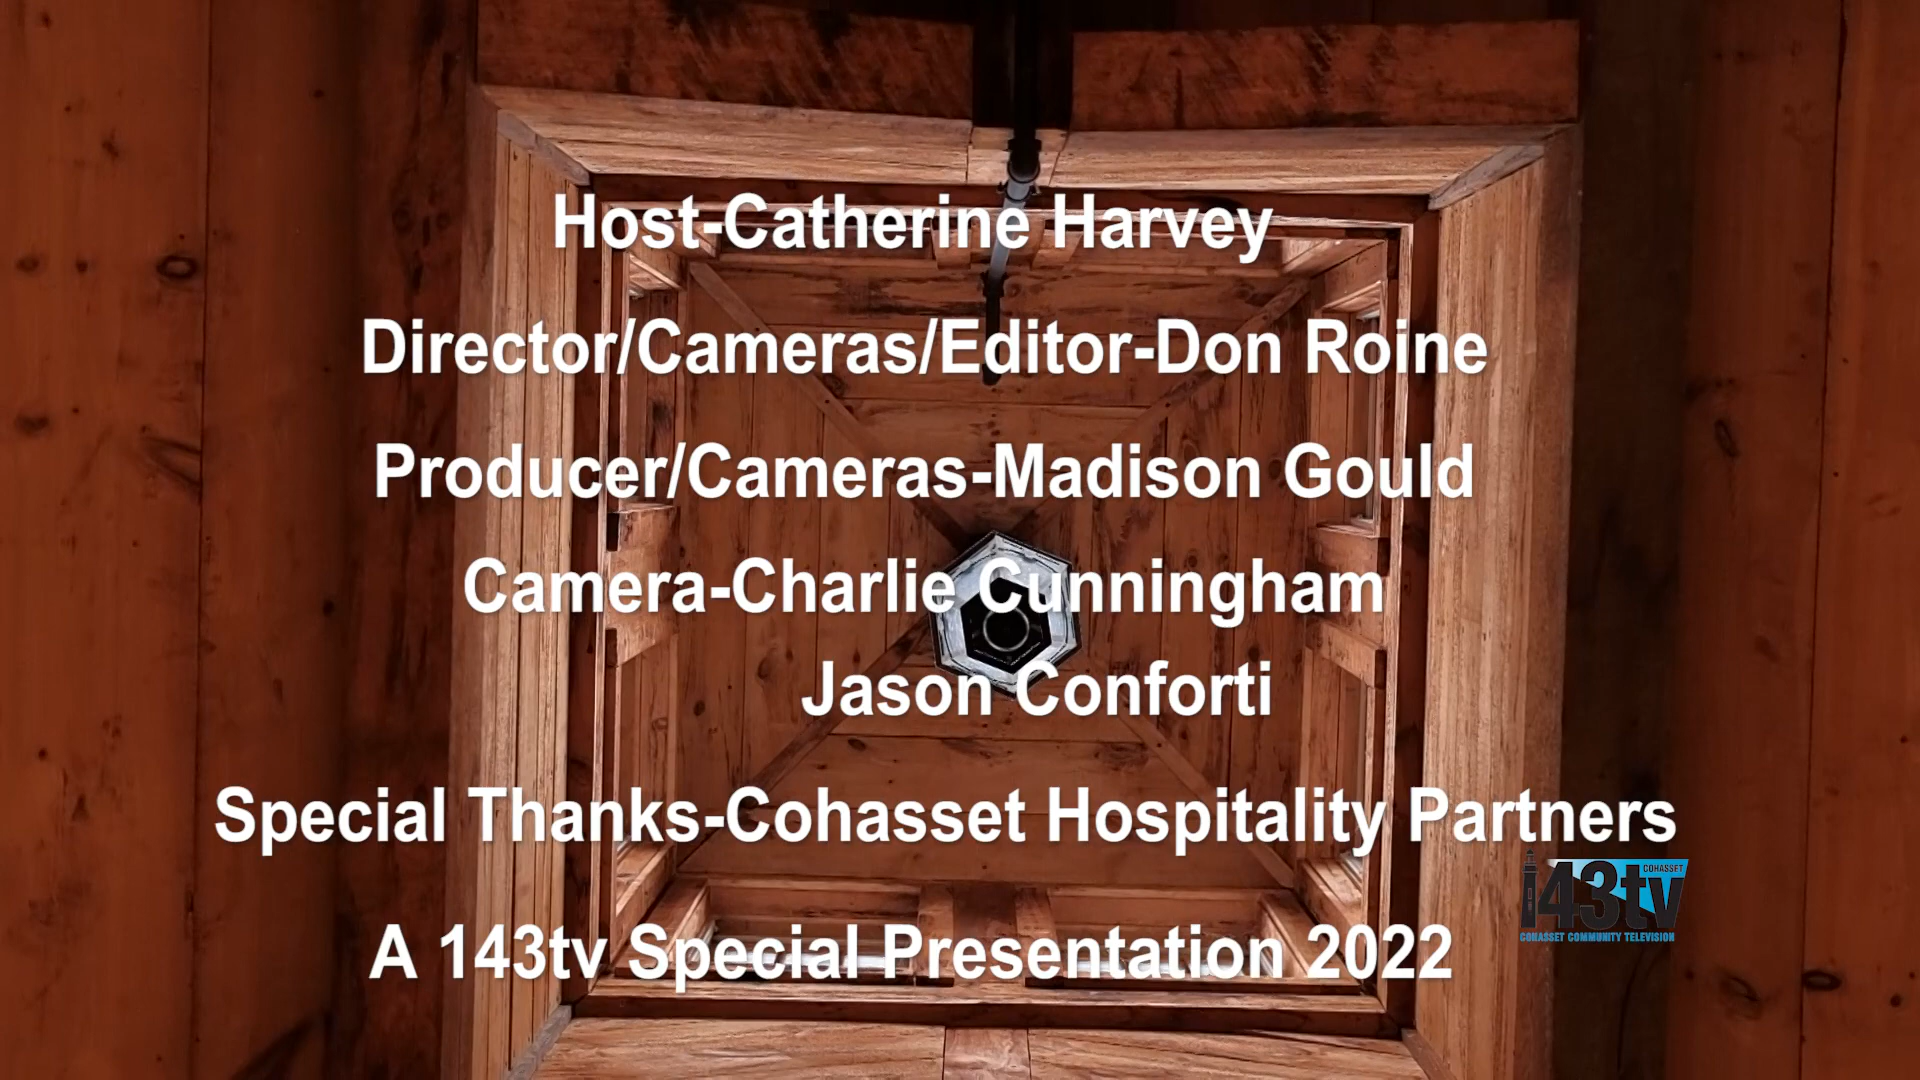 Host-Catherine Harvey
Director/Cameras/Editor-Don Roine
Producer/Cameras-Madison Gould
Camera-Charlie Cunningham
Jason Conforti
Special Thanks-Cohasset Hospitality Partners
COHASSET
143tv
COHASSET COMMUNITY TELEVISION
A 143tv Special Presentation 2022